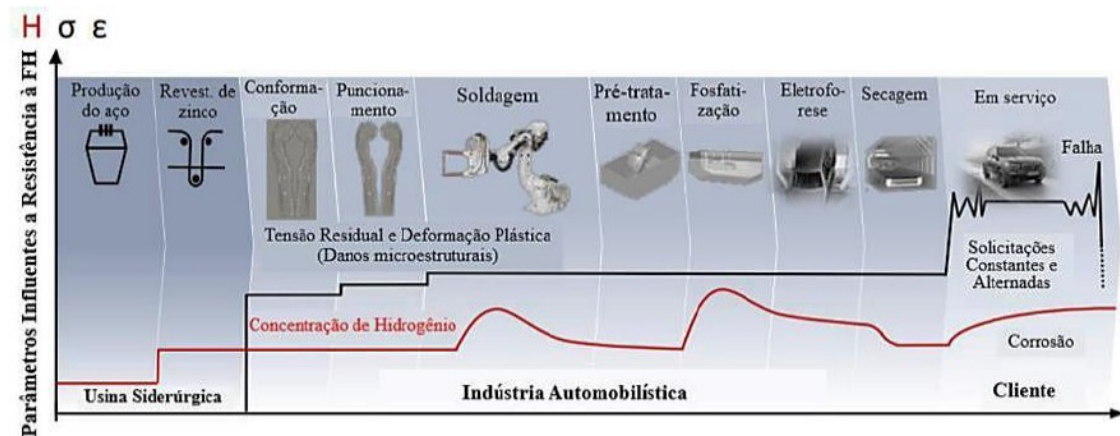 H σ ε
Parâmetros Influentes a Resistência à FH
Produção
do aço
Revest. de
zinco
Conforma-
ção
Punciona-
mento
Soldagem
Pré-trata-
mento
Fosfati-
zação
Eletrofo-
rese
Secagem
Em serviço
Falha
Tensão Residual e Deformação Plástica
(Danos microestruturais)
Solicitações
Constantes e
Alternadas
Concentração de Hidrogênio
Corrosão
Usina Siderúrgica
Indústria Automobilística
Cliente